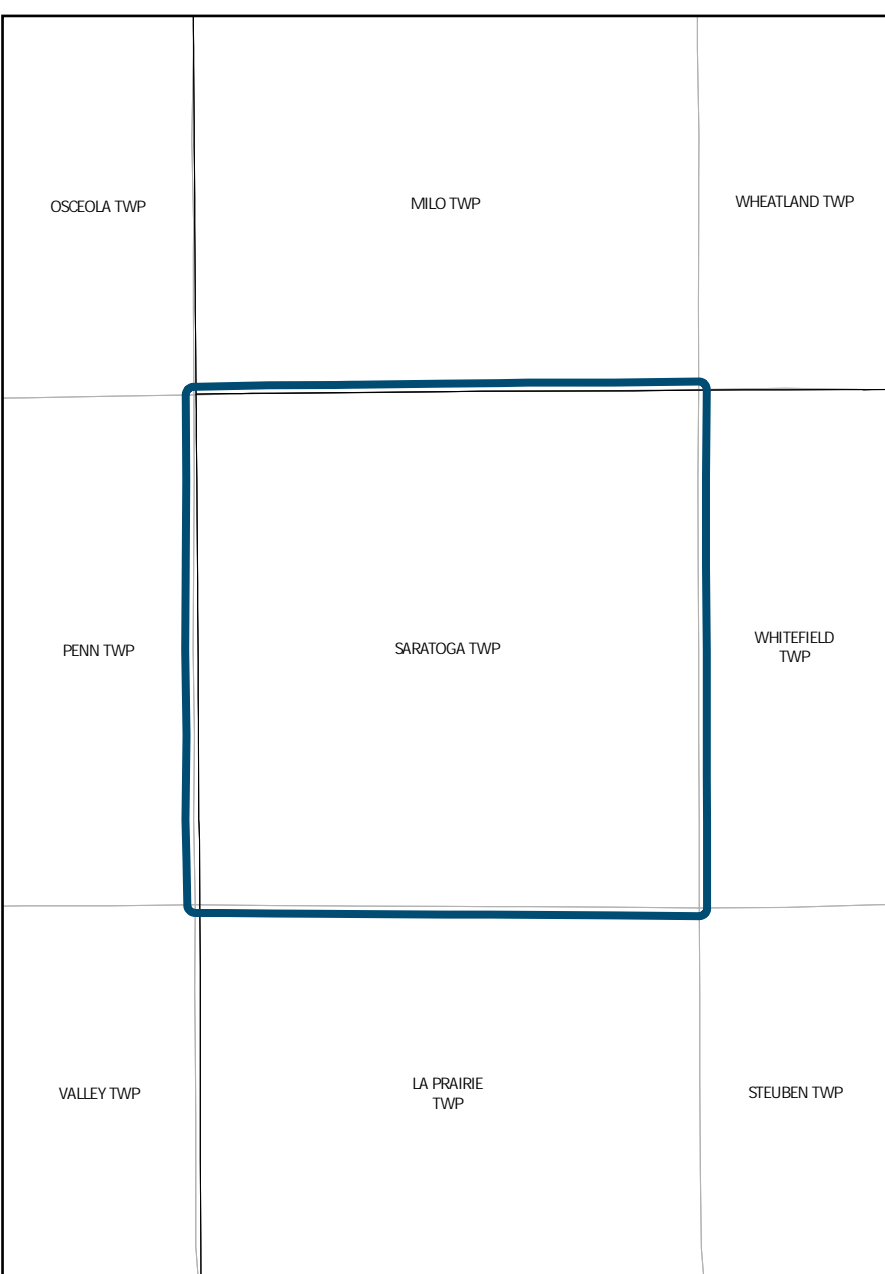 OSCEOLA TWP
MILO TWP
WHEATLAND TWP
PENN TWP
SARATOGA TWP
WHITEFIELD
TWP
VALLEY TWP
LA PRAIRIE
TWP
STEUBEN TWP